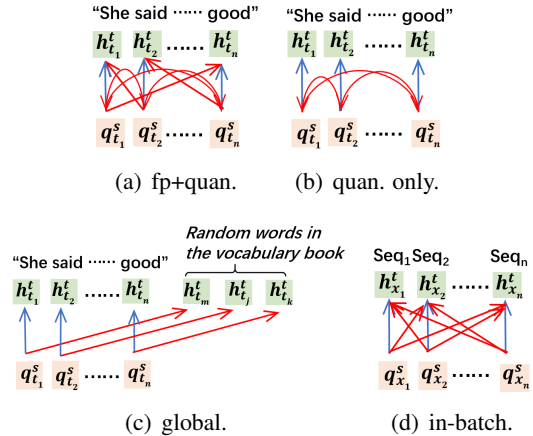 “She said ······ good” “She said ······ good”
h^t_{t_1} h^t_{t_2} ······ h^t_{t_n} h^t_{t_1} h^t_{t_2} ······ h^t_{t_n}
q^s_{t_1} q^s_{t_2} ······ q^s_{t_n} q^s_{t_1} q^s_{t_2} ······ q^s_{t_n}
(a) fp+quan. (b) quan. only.
Random words in
the vocabulary book
“She said ······ good” Seq₁ Seq₂ Seqₙ
h^t_{t_1} h^t_{t_2} ······ h^t_{t_n} h^t_{t_m} h^t_{t_j} h^t_{t_k} h^t_{x_1} h^t_{x_2} ······ h^t_{x_n}
q^s_{t_1} q^s_{t_2} ······ q^s_{t_n} q^s_{x_1} q^s_{x_2} ······ q^s_{x_n}
(c) global. (d) in-batch.